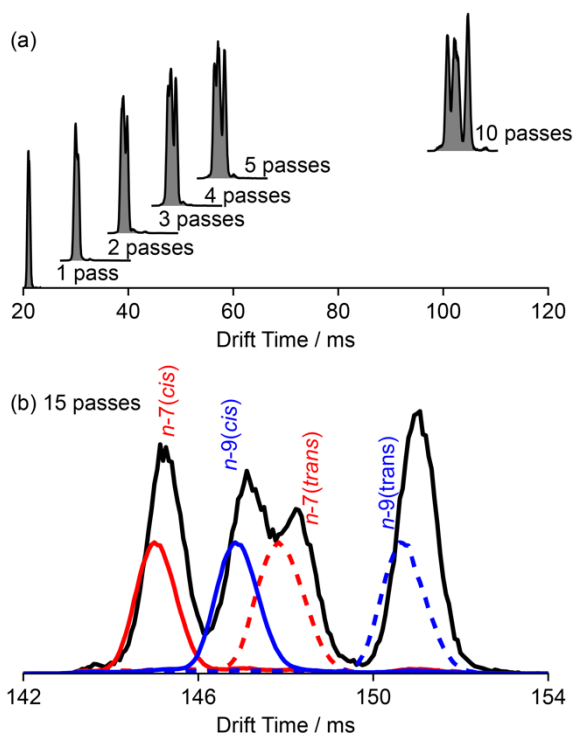 (a)
10 passes
5 passes
4 passes
3 passes
2 passes
1 pass
20 40 60 80 100 120
Drift Time / ms
(b) 15 passes
n-7(cis)
n-9(cis)
n-7(trans)
n-9(trans)
142 146 150 154
Drift Time / ms